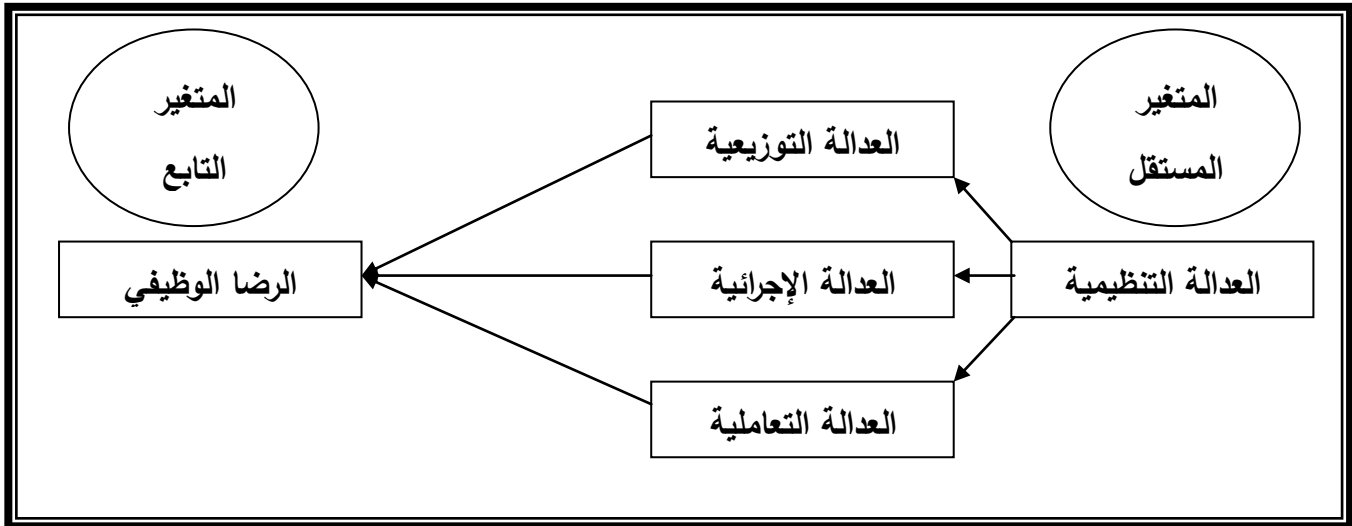 المتغير
المستقل
المتغير
التابع
العدالة التوزيعية
العدالة التنظيمية
العدالة الإجرائية
الرضا الوظيفي
العدالة التعاملية